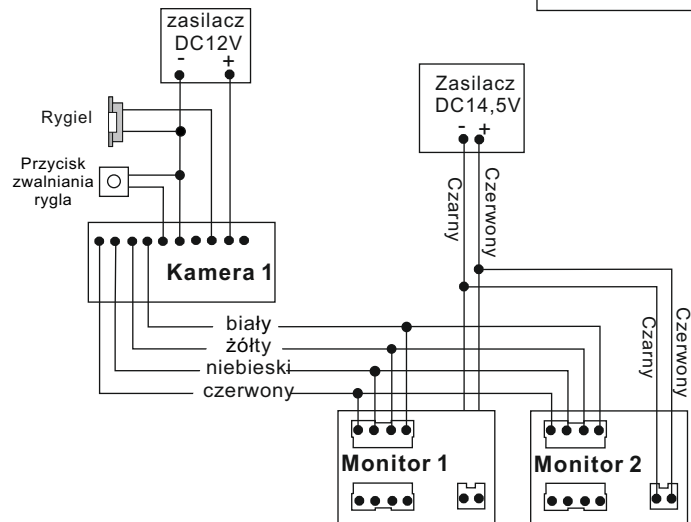 zasilacz
DC12V
- +
Zasilacz
DC14,5V
- +
Rygiel
Przycisk
zwalniania
rygla
Czarny
Czerwony
Kamera 1
biały
żółty
niebieski
czerwony
Czarny
Czerwony
Monitor 1
Monitor 2